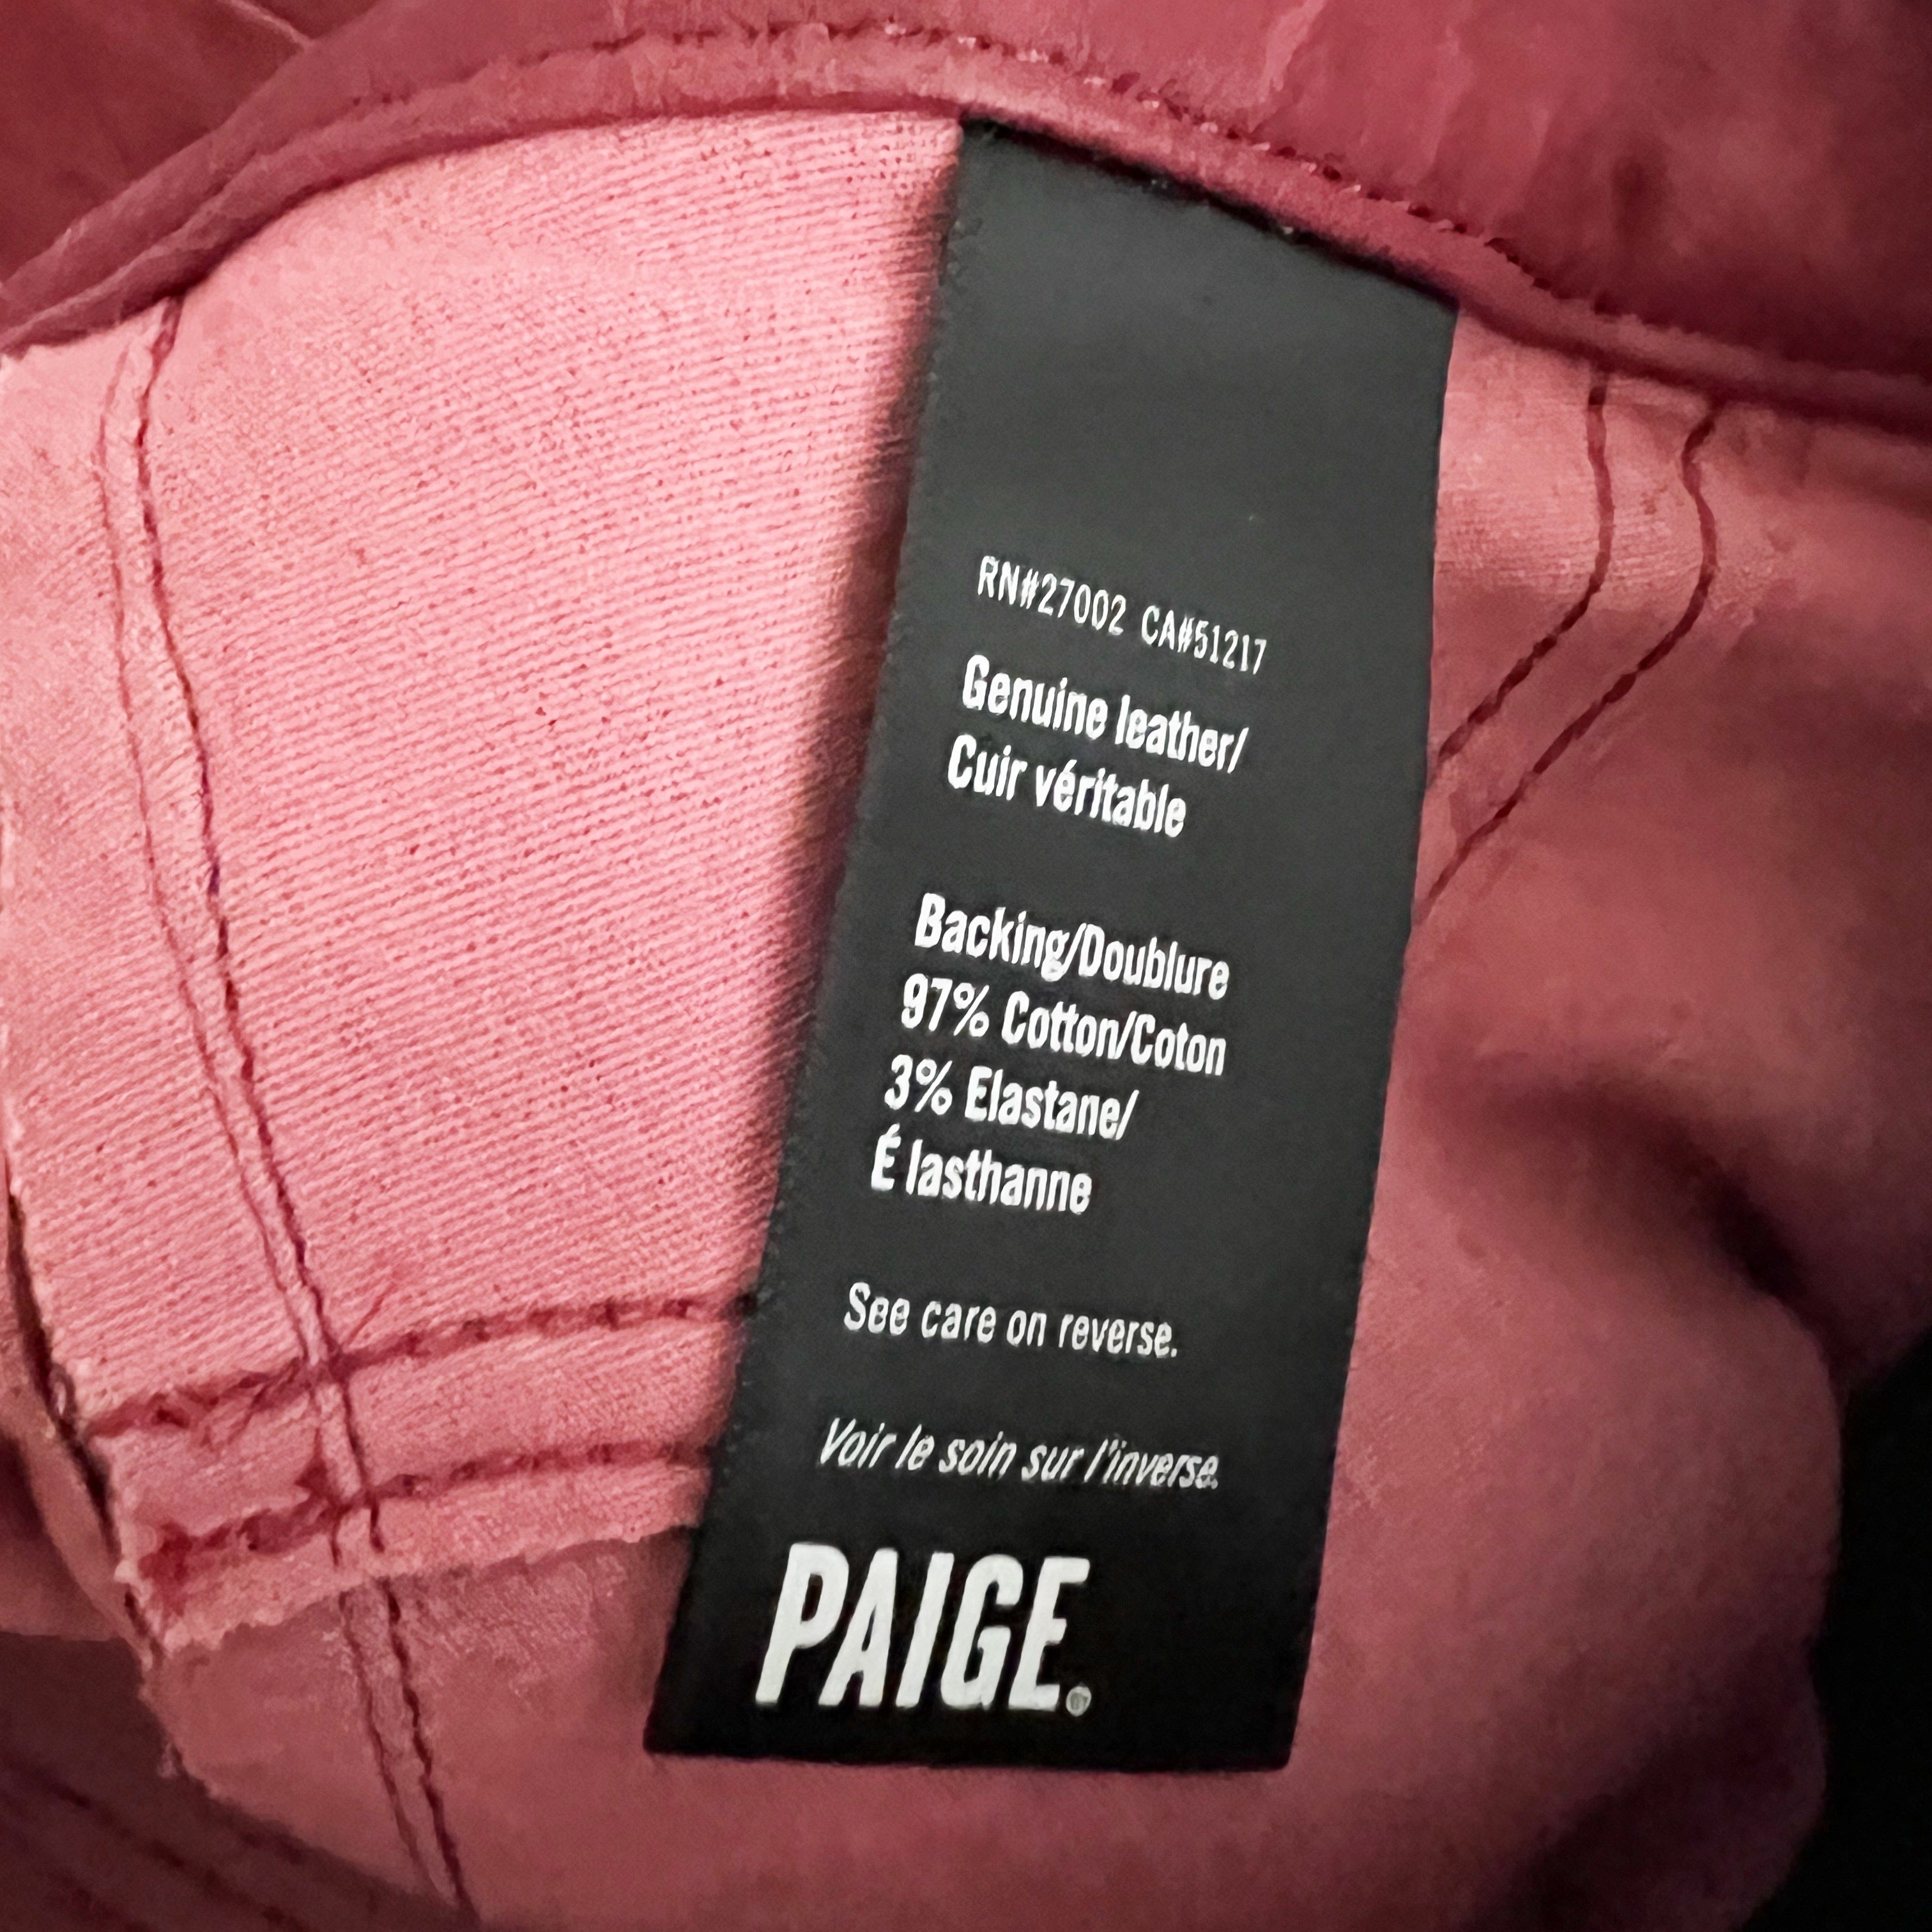 RN#27002 CA#51217
Genuine leather/
Cuir véritable
Backing/Doublure
97% Cotton/Coton
3% Elastane/
É lasthanne
See care on reverse.
Voir le soin sur l'inverse.
PAIGE®